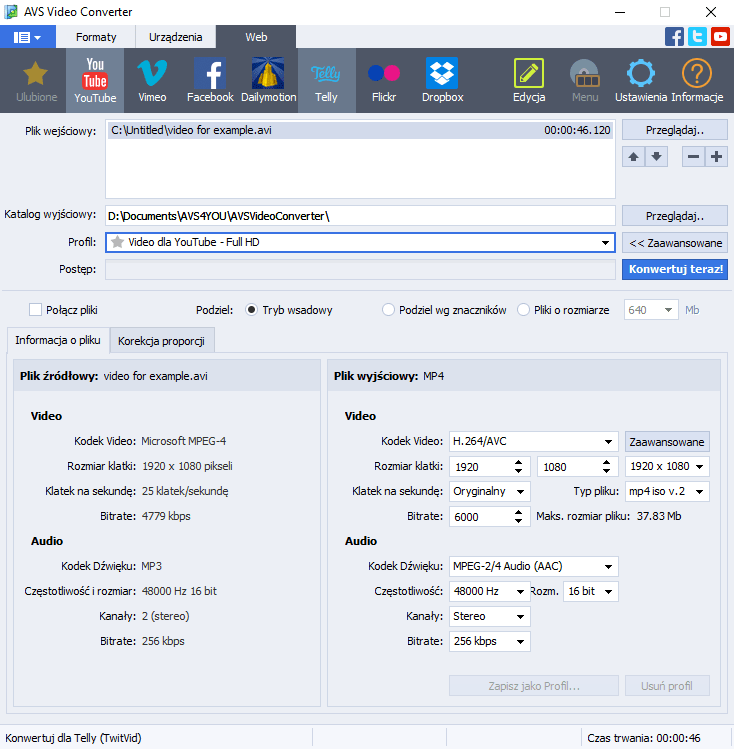 AVS Video Converter
Formaty Urządzenia Web
You
Tube
Telly
Ulubione YouTube Vimeo Facebook Dailymotion Telly Flickr Dropbox Edycja Menu Ustawienia Informacje
Plik wejściowy: C:\Untitled\video for example.avi 00:00:46.120 Przeglądaj..
Katalog wyjściowy: D:\Documents\AVS4YOU\AVSVideoConverter\ Przeglądaj..
Profil: Video dla YouTube - Full HD << Zaawansowane
Postęp: Konwertuj teraz!
Połącz pliki Podziel: Tryb wsadowy Podziel wg znaczników Pliki o rozmiarze 640 Mb
Informacja o pliku Korekcja proporcji
Plik źródłowy: video for example.avi
Video
Kodek Video: Microsoft MPEG-4
Rozmiar klatki: 1920 x 1080 pikseli
Klatek na sekundę: 25 klatek/sekundę
Bitrate: 4779 kbps
Audio
Kodek Dźwięku: MP3
Częstotliwość i rozmiar: 48000 Hz 16 bit
Kanały: 2 (stereo)
Bitrate: 256 kbps
Plik wyjściowy: MP4
Video
Kodek Video: H.264/AVC Zaawansowane
Rozmiar klatki: 1920 1080 1920 x 1080
Klatek na sekundę: Oryginalny Typ pliku: mp4 iso v.2
Bitrate: 6000 Maks. rozmiar pliku: 37.83 Mb
Audio
Kodek Dźwięku: MPEG-2/4 Audio (AAC)
Częstotliwość: 48000 Hz Rozm. 16 bit
Kanały: Stereo
Bitrate: 256 kbps
Zapisz jako Profil... Usuń profil
Konwertuj dla Telly (TwitVid) Czas trwania: 00:00:46